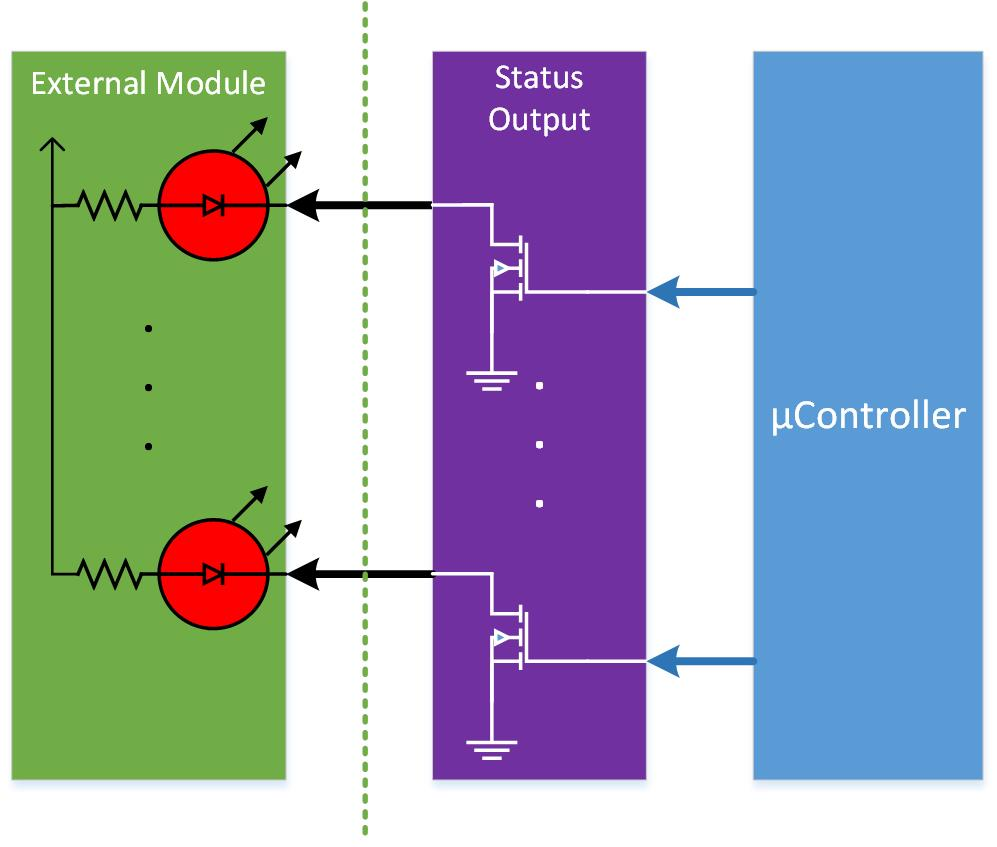 External Module
Status
Output
µController